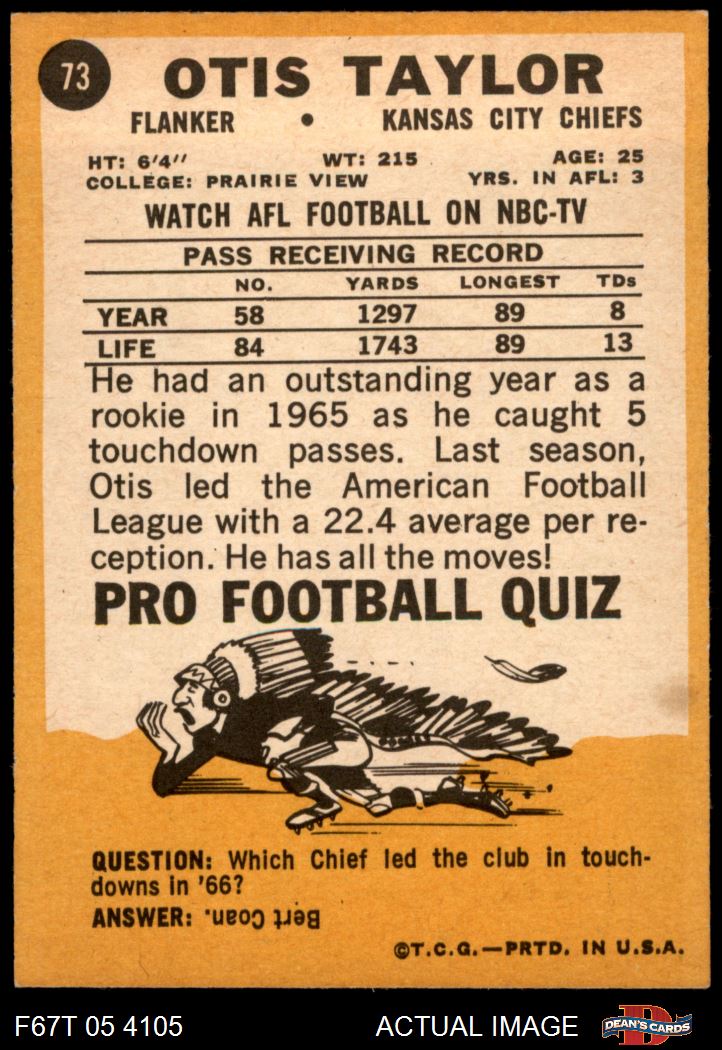 73
OTIS TAYLOR
FLANKER • KANSAS CITY CHIEFS
HT: 6'4" WT: 215 AGE: 25
COLLEGE: PRAIRIE VIEW YRS. IN AFL: 3
WATCH AFL FOOTBALL ON NBC-TV
PASS RECEIVING RECORD
NO. YARDS LONGEST TDs
YEAR 58 1297 89 8
LIFE 84 1743 89 13
He had an outstanding year as a
rookie in 1965 as he caught 5
touchdown passes. Last season,
Otis led the American Football
League with a 22.4 average per re-
ception. He has all the moves!
PRO FOOTBALL QUIZ
QUESTION: Which Chief led the club in touch-
downs in '66?
ANSWER: Bert Coan.
©T.C.G.—PRTD. IN U.S.A.
F67T 05 4105 ACTUAL IMAGE D DEAN'S CARDS